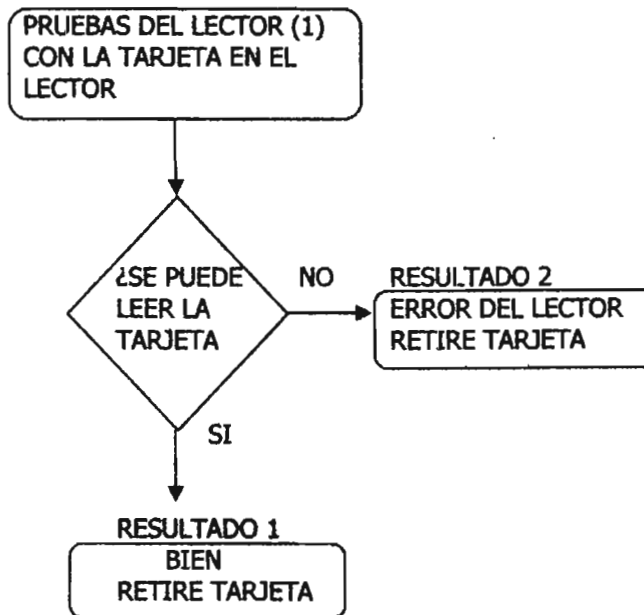 PRUEBAS DEL LECTOR (1)
CON LA TARJETA EN EL
LECTOR
¿SE PUEDE
LEER LA
TARJETA
NO
RESULTADO 2
ERROR DEL LECTOR
RETIRE TARJETA
SI
RESULTADO 1
BIEN
RETIRE TARJETA